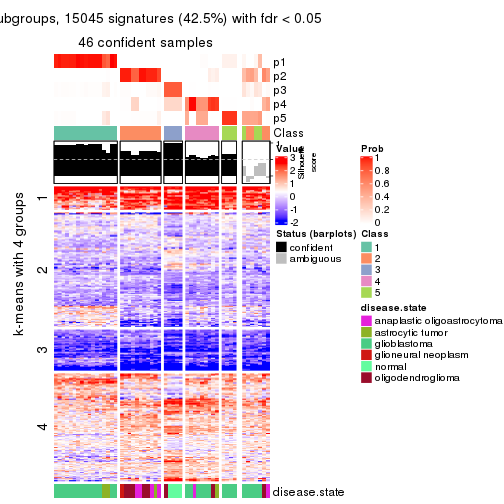 ubgroups, 15045 signatures (42.5%) with fdr < 0.05
46 confident samples
p1
p2
p3
p4
p5
Class
1
2
3
4
k-means with 4 groups
Silhouette
score
Value
3
2
1
0
-1
-2
Status (barplots)
confident
ambiguous
Prob
1
0.8
0.6
0.4
0.2
0
Class
1
2
3
4
5
disease.state
anaplastic oligoastrocytoma
astrocytic tumor
glioblastoma
glioneural neoplasm
normal
oligodendroglioma
disease.state